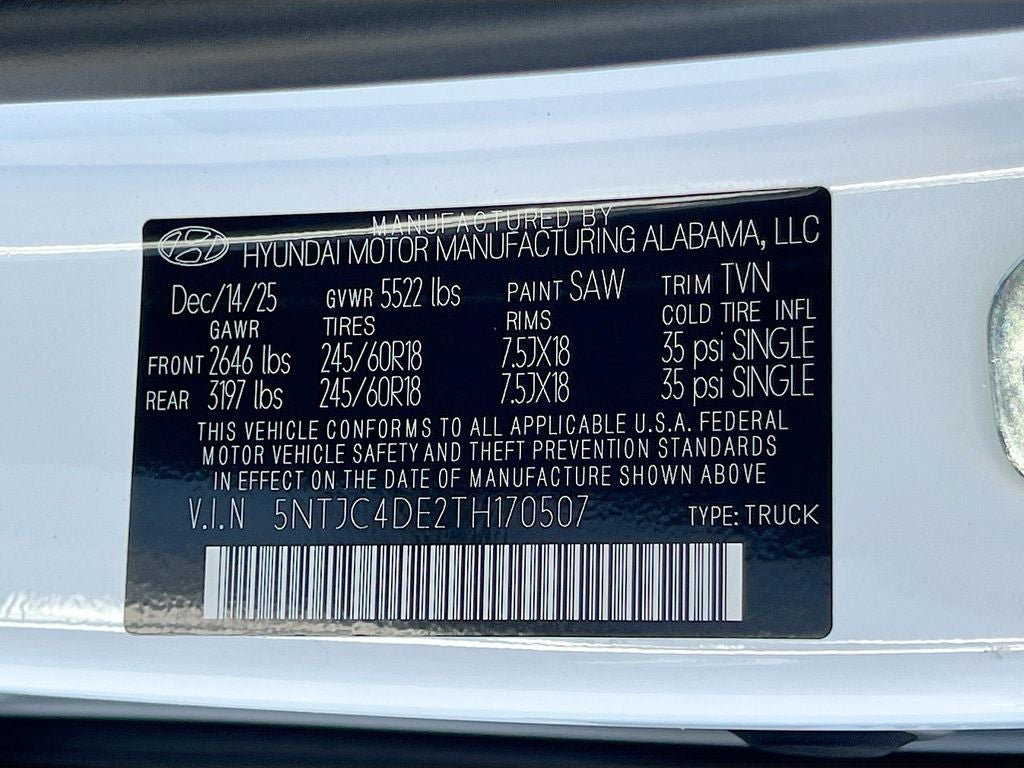 MANUFACTURED BY
HYUNDAI MOTOR MANUFACTURING ALABAMA, LLC
Dec/14/25 GVWR 5522 lbs PAINT SAW TRIM TVN
GAWR TIRES RIMS COLD TIRE INFL
FRONT 2646 lbs 245/60R18 7.5JX18 35 psi SINGLE
REAR 3197 lbs 245/60R18 7.5JX18 35 psi SINGLE
THIS VEHICLE CONFORMS TO ALL APPLICABLE U.S.A. FEDERAL
MOTOR VEHICLE SAFETY AND THEFT PREVENTION STANDARDS
IN EFFECT ON THE DATE OF MANUFACTURE SHOWN ABOVE
V.I.N 5NTJC4DE2TH170507 TYPE: TRUCK